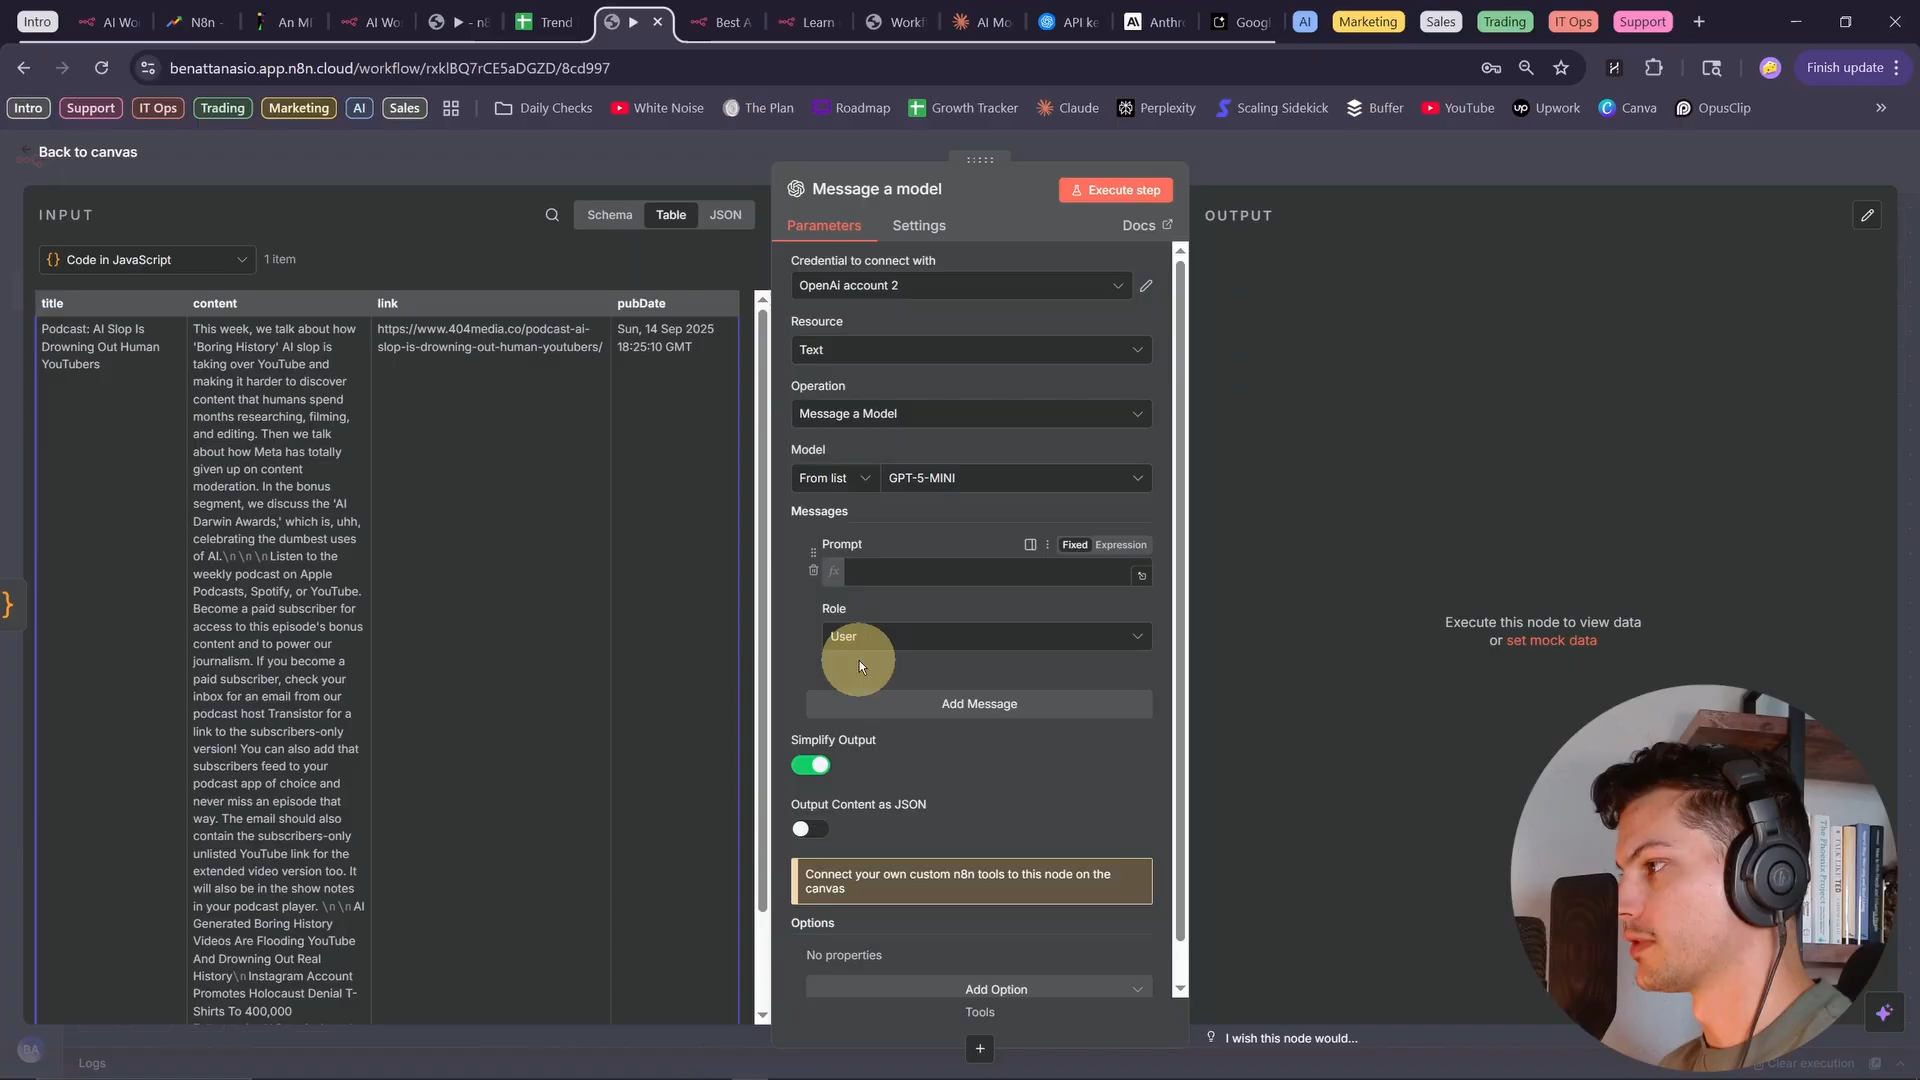 Intro
AI Wo
N8n -
An MI
AI Wo
- n8
Trend
Best A
Learn
Workf
AI Mo
API ke
Anthr
Googl
AI
Marketing
Sales
Trading
IT Ops
Support
benattanasio.app.n8n.cloud/workflow/rxklBQ7rCE5aDGZD/8cd997
Finish update
Intro
Support
IT Ops
Trading
Marketing
AI
Sales
Daily Checks
White Noise
The Plan
Roadmap
Growth Tracker
Claude
Perplexity
Scaling Sidekick
Buffer
YouTube
Upwork
Canva
OpusClip
Back to canvas
INPUT
Schema
Table
JSON
Code in JavaScript
1 item
title
content
link
pubDate
Podcast: AI Slop Is
Drowning Out Human
YouTubers
This week, we talk about how
'Boring History' AI slop is
taking over YouTube and
making it harder to discover
content that humans spend
months researching, filming,
and editing. Then we talk
about how Meta has totally
given up on content
moderation. In the bonus
segment, we discuss the 'AI
Darwin Awards,' which is, uhh,
celebrating the dumbest uses
of AI.\n\n\nListen to the
weekly podcast on Apple
Podcasts, Spotify, or YouTube.
Become a paid subscriber for
access to this episode's bonus
content and to power our
journalism. If you become a
paid subscriber, check your
inbox for an email from our
podcast host Transistor for a
link to the subscribers-only
version! You can also add that
subscribers feed to your
podcast app of choice and
never miss an episode that
way. The email should also
contain the subscribers-only
unlisted YouTube link for the
extended video version too. It
will also be in the show notes
in your podcast player. \n\nAI
Generated Boring History
Videos Are Flooding YouTube
And Drowning Out Real
History\nInstagram Account
Promotes Holocaust Denial T-
Shirts To 400,000
https://www.404media.co/podcast-ai-
slop-is-drowning-out-human-youtubers/
Sun, 14 Sep 2025
18:25:10 GMT
Message a model
Execute step
Parameters
Settings
Docs
Credential to connect with
OpenAi account 2
Resource
Text
Operation
Message a Model
Model
From list
GPT-5-MINI
Messages
Prompt
Fixed
Expression
fx
Role
User
Add Message
Simplify Output
Output Content as JSON
Connect your own custom n8n tools to this node on the
canvas
Options
No properties
Add Option
Tools
OUTPUT
Execute this node to view data
or set mock data
I wish this node would...
BA
Logs
Clear execution
The Phoenix Project